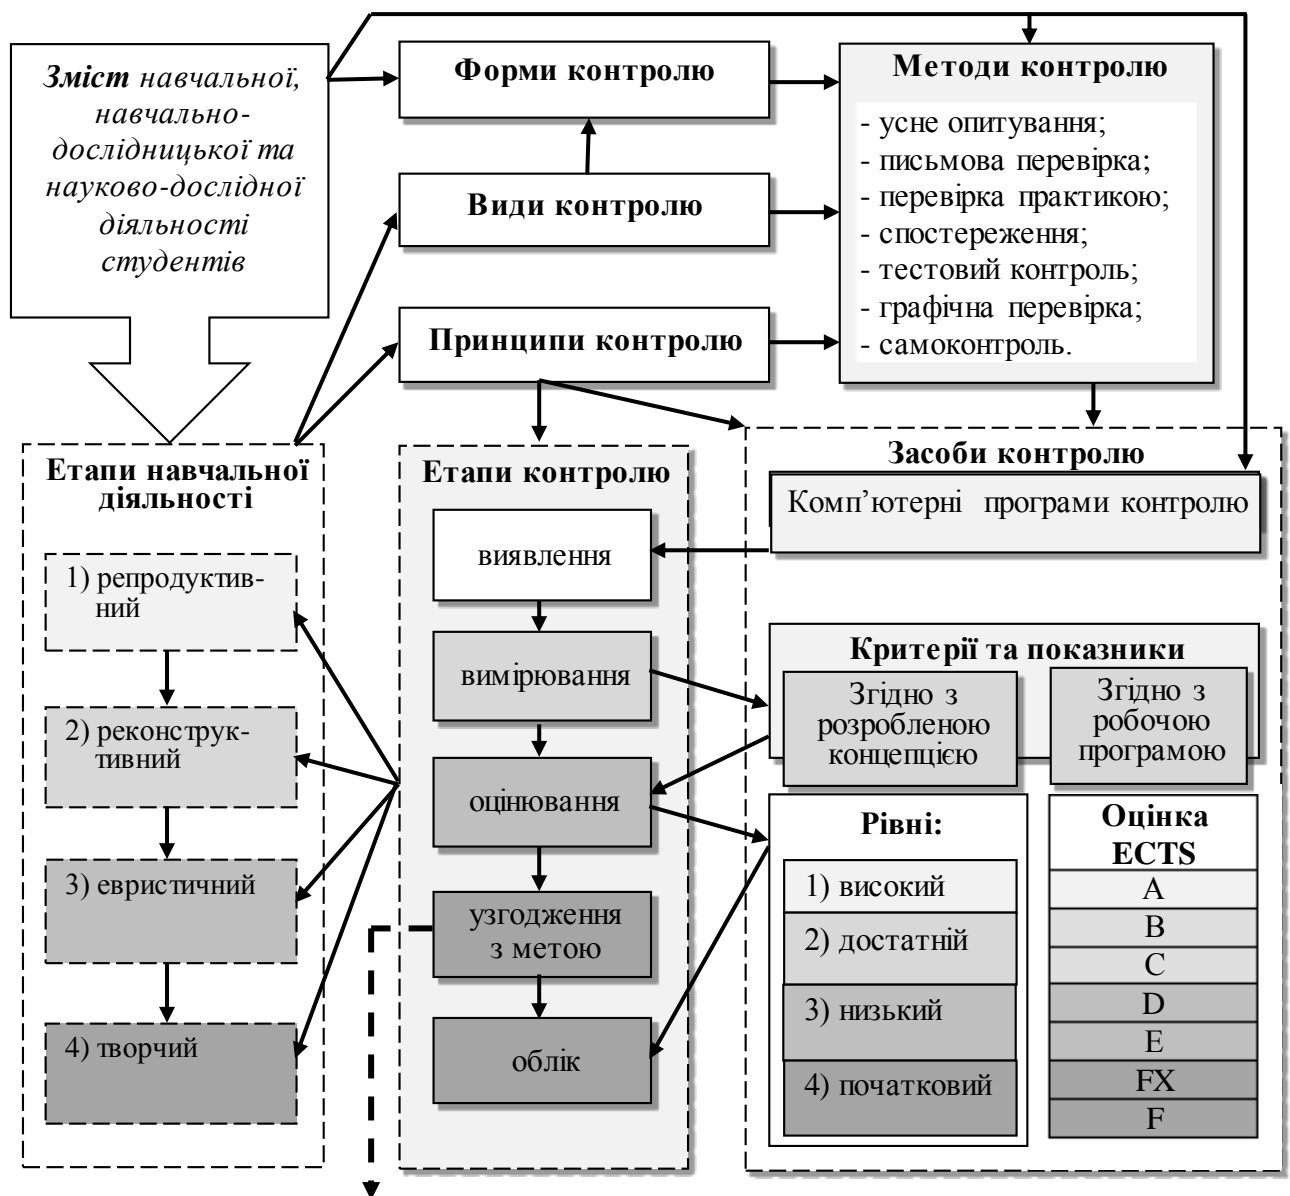 Зміст навчальної,
навчально-
дослідницької та
науково-дослідної
діяльності
студентів
Форми контролю
Види контролю
Принципи контролю
Методи контролю
- усне опитування;
- письмова перевірка;
- перевірка практикою;
- спостереження;
- тестовий контроль;
- графічна перевірка;
- самоконтроль.
Етапи навчальної
діяльності
1) репродуктив-
ний
2) реконструк-
тивний
3) евристичний
4) творчий
Етапи контролю
виявлення
вимірювання
оцінювання
узгодження
з метою
облік
Засоби контролю
Комп’ютерні програми контролю
Критерії та показники
Згідно з
розробленою
концепцією
Згідно з
робочою
програмою
Рівні:
1) високий
2) достатній
3) низький
4) початковий
Оцінка
ECTS
A
B
C
D
E
FX
F